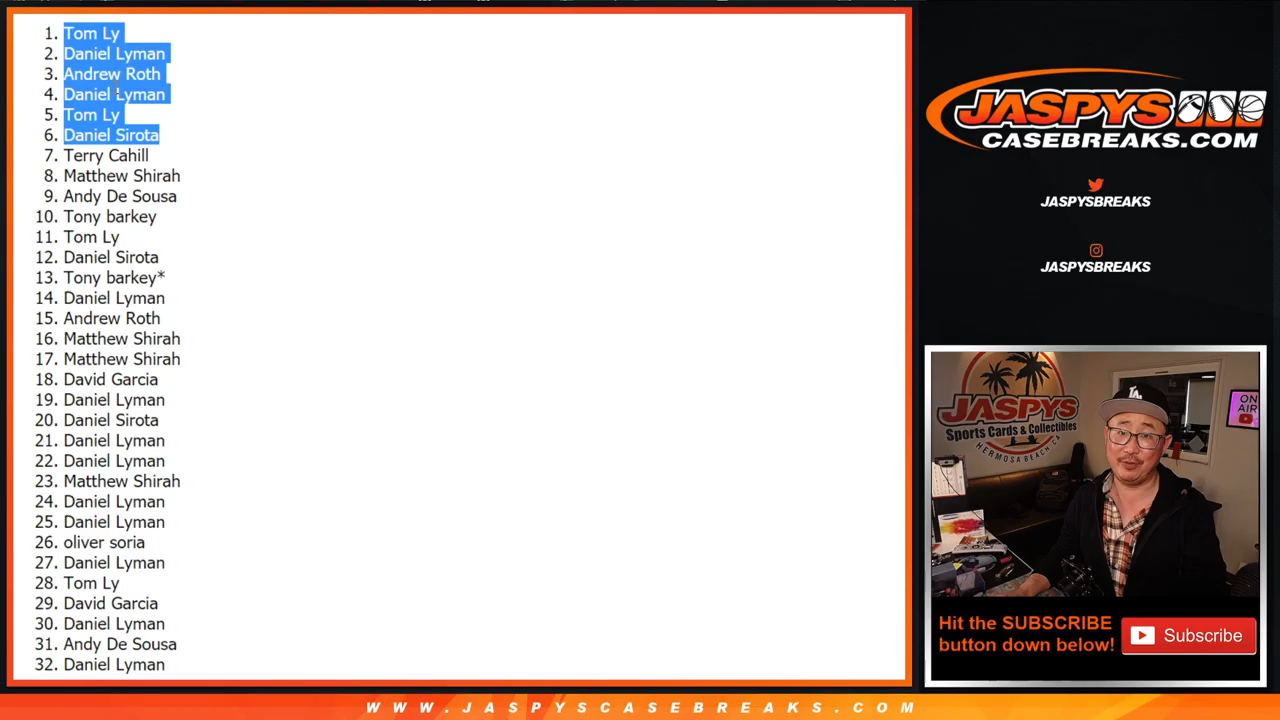 1. Tom Ly
2. Daniel Lyman
3. Andrew Roth
4. Daniel Lyman
5. Tom Ly
6. Daniel Sirota
7. Terry Cahill
8. Matthew Shirah
9. Andy De Sousa
10. Tony barkey
11. Tom Ly
12. Daniel Sirota
13. Tony barkey*
14. Daniel Lyman
15. Andrew Roth
16. Matthew Shirah
17. Matthew Shirah
18. David Garcia
19. Daniel Lyman
20. Daniel Sirota
21. Daniel Lyman
22. Daniel Lyman
23. Matthew Shirah
24. Daniel Lyman
25. Daniel Lyman
26. oliver soria
27. Daniel Lyman
28. Tom Ly
29. David Garcia
30. Daniel Lyman
31. Andy De Sousa
32. Daniel Lyman
JASPYS
CASEBREAKS.COM
JASPYSBREAKS
JASPYSBREAKS
JASPYS
Sports Cards & Collectibles
HERMOSA BEACH, CA
LA
ON
AIR
Hit the SUBSCRIBE
button down below!
Subscribe
WWW.JASPYSCASEBREAKS.COM